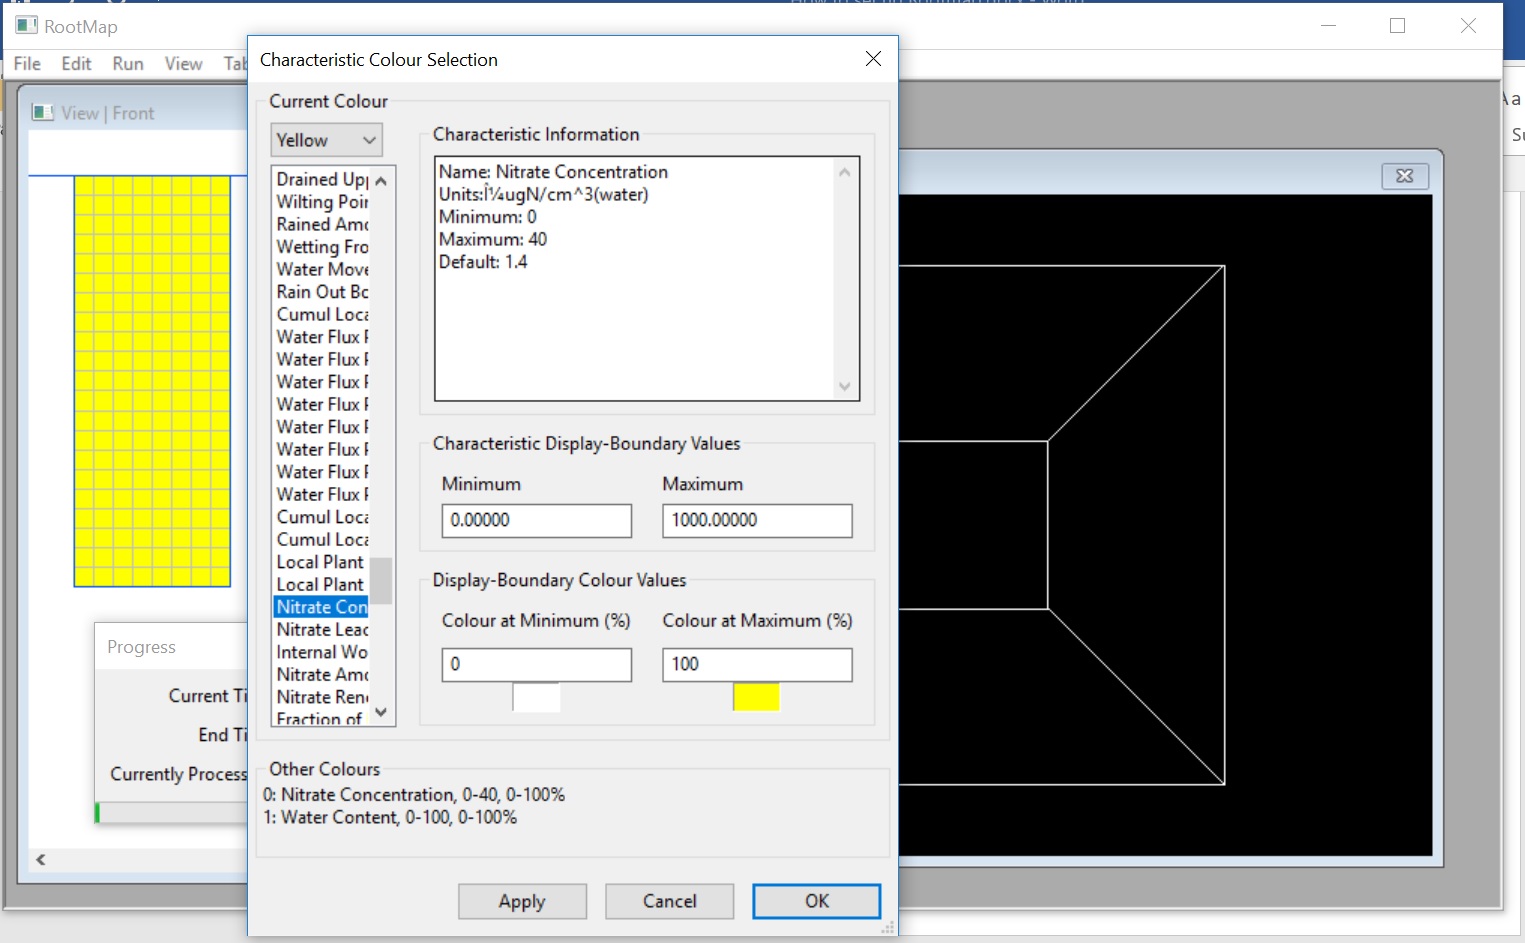 RootMap
File Edit Run View
View | Front
Characteristic Colour Selection
Current Colour
Yellow
Drained Up
Wilting Poi
Rained Amo
Wetting Fro
Water Move
Rain Out Bo
Cumul Loca
Water Flux
Water Flux
Water Flux
Water Flux
Water Flux
Water Flux
Water Flux
Water Flux
Cumul Loca
Cumul Loca
Local Plant
Local Plant
Nitrate Con
Nitrate Leac
Internal Wo
Nitrate Amo
Nitrate Ren
Fraction of
Characteristic Information
Name: Nitrate Concentration
Units:Î¼ugN/cm^3(water)
Minimum: 0
Maximum: 40
Default: 1.4
Characteristic Display-Boundary Values
Minimum Maximum
0.00000 1000.00000
Display-Boundary Colour Values
Colour at Minimum (%) Colour at Maximum (%)
0 100
Other Colours
0: Nitrate Concentration, 0-40, 0-100%
1: Water Content, 0-100, 0-100%
Apply Cancel OK
Progress
Current Ti
End Ti
Currently Process
Aa